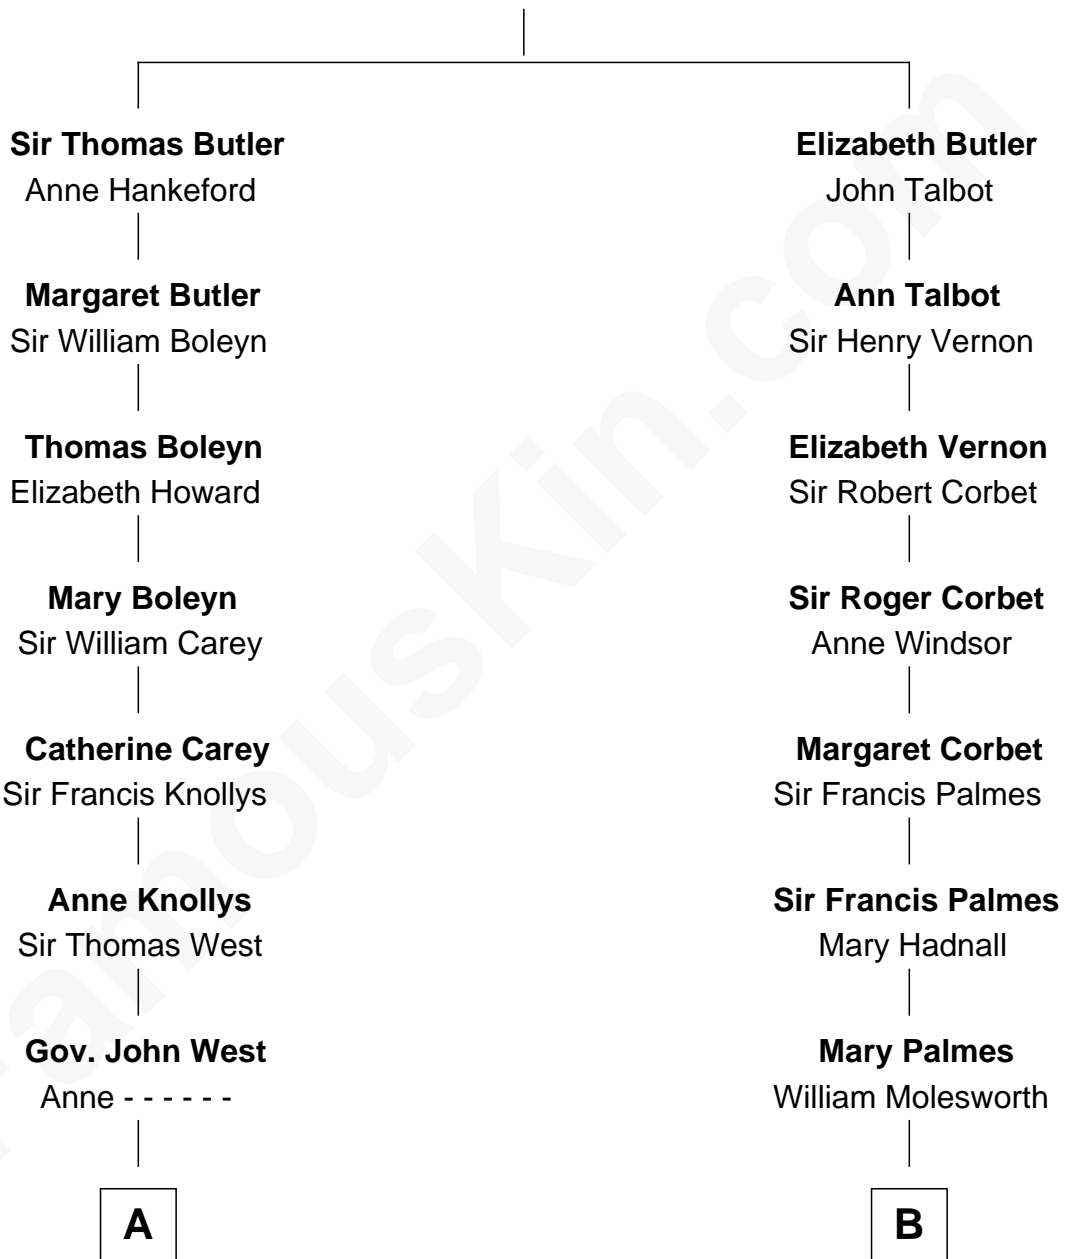 Sir Thomas Butler
Anne Hankeford
Margaret Butler
Sir William Boleyn
Thomas Boleyn
Elizabeth Howard
Mary Boleyn
Sir William Carey
Catherine Carey
Sir Francis Knollys
Anne Knollys
Sir Thomas West
Gov. John West
Anne - - - - - -
A
Elizabeth Butler
John Talbot
Ann Talbot
Sir Henry Vernon
Elizabeth Vernon
Sir Robert Corbet
Sir Roger Corbet
Anne Windsor
Margaret Corbet
Sir Francis Palmes
Sir Francis Palmes
Mary Hadnall
Mary Palmes
William Molesworth
B
FamousKin.com